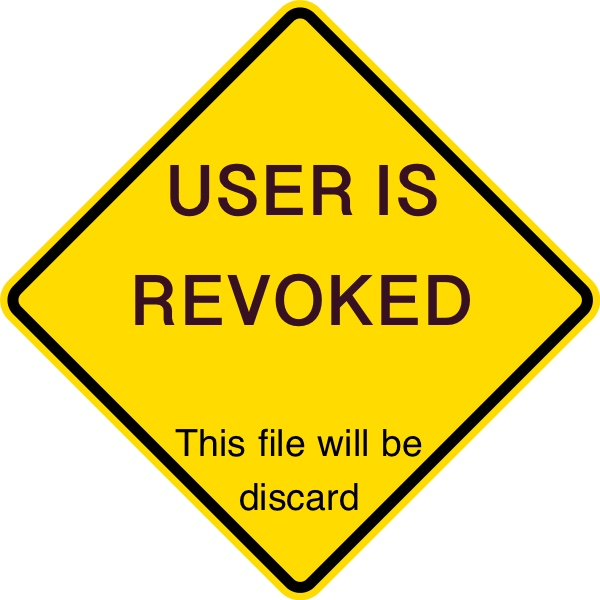 USER IS
REVOKED
This file will be
discard